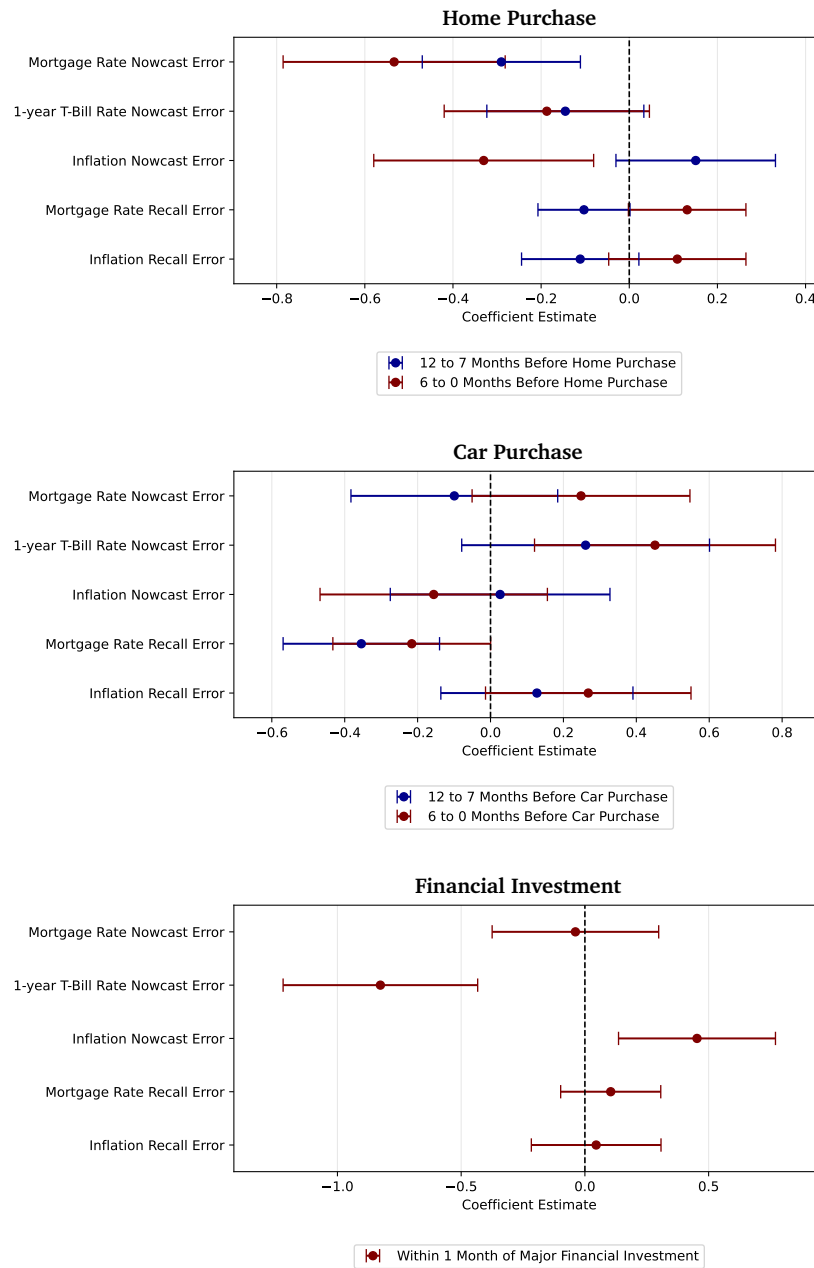 Home Purchase
Mortgage Rate Nowcast Error
1-year T-Bill Rate Nowcast Error
Inflation Nowcast Error
Mortgage Rate Recall Error
Inflation Recall Error
−0.8 −0.6 −0.4 −0.2 0.0 0.2 0.4
Coefficient Estimate
12 to 7 Months Before Home Purchase
6 to 0 Months Before Home Purchase
Car Purchase
Mortgage Rate Nowcast Error
1-year T-Bill Rate Nowcast Error
Inflation Nowcast Error
Mortgage Rate Recall Error
Inflation Recall Error
−0.6 −0.4 −0.2 0.0 0.2 0.4 0.6 0.8
Coefficient Estimate
12 to 7 Months Before Car Purchase
6 to 0 Months Before Car Purchase
Financial Investment
Mortgage Rate Nowcast Error
1-year T-Bill Rate Nowcast Error
Inflation Nowcast Error
Mortgage Rate Recall Error
Inflation Recall Error
−1.0 −0.5 0.0 0.5
Coefficient Estimate
Within 1 Month of Major Financial Investment